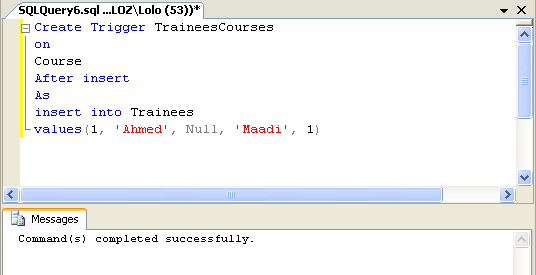 SQLQuery6.sql ...LOZ\Lolo (53))*
Create Trigger TraineesCourses
on
Course
After insert
As
insert into Trainees
values(1, 'Ahmed', Null, 'Maadi', 1)
Messages
Command(s) completed successfully.